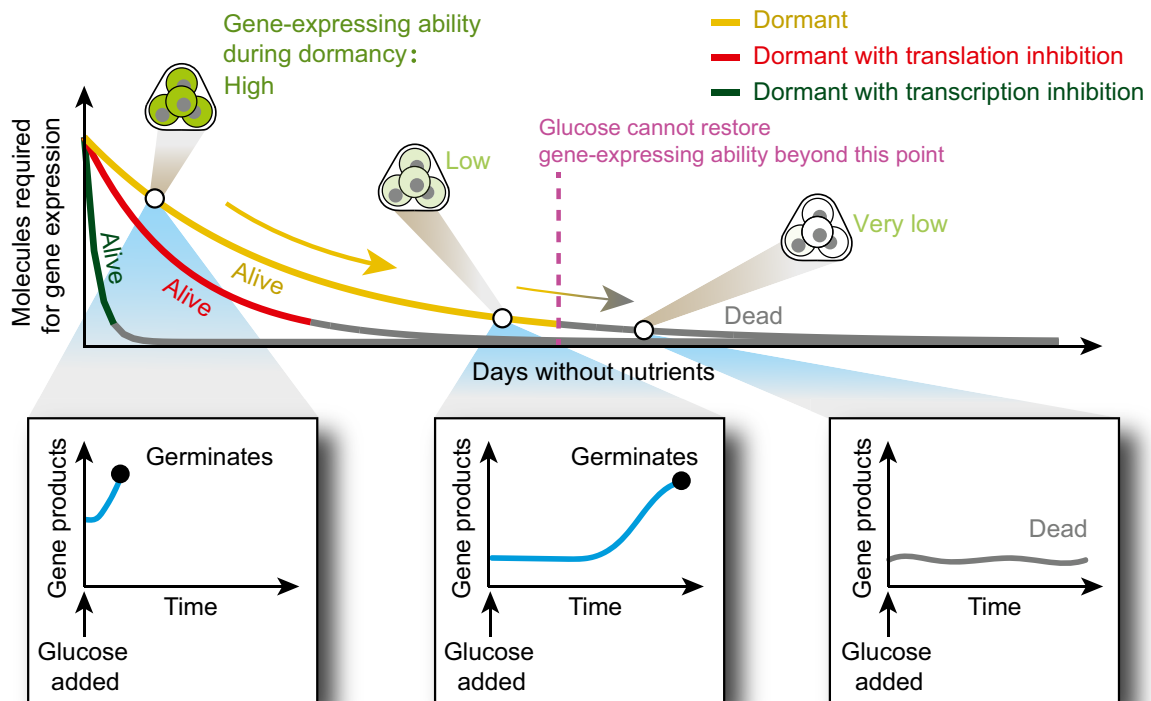 Gene-expressing ability
during dormancy:
High
Dormant
Dormant with translation inhibition
Dormant with transcription inhibition
Glucose cannot restore
gene-expressing ability beyond this point
Low
Very low
Molecules required
for gene expression
Alive
Alive
Alive
Dead
Days without nutrients
Gene products
Germinates
Time
Glucose
added
Gene products
Germinates
Time
Glucose
added
Gene products
Dead
Time
Glucose
added